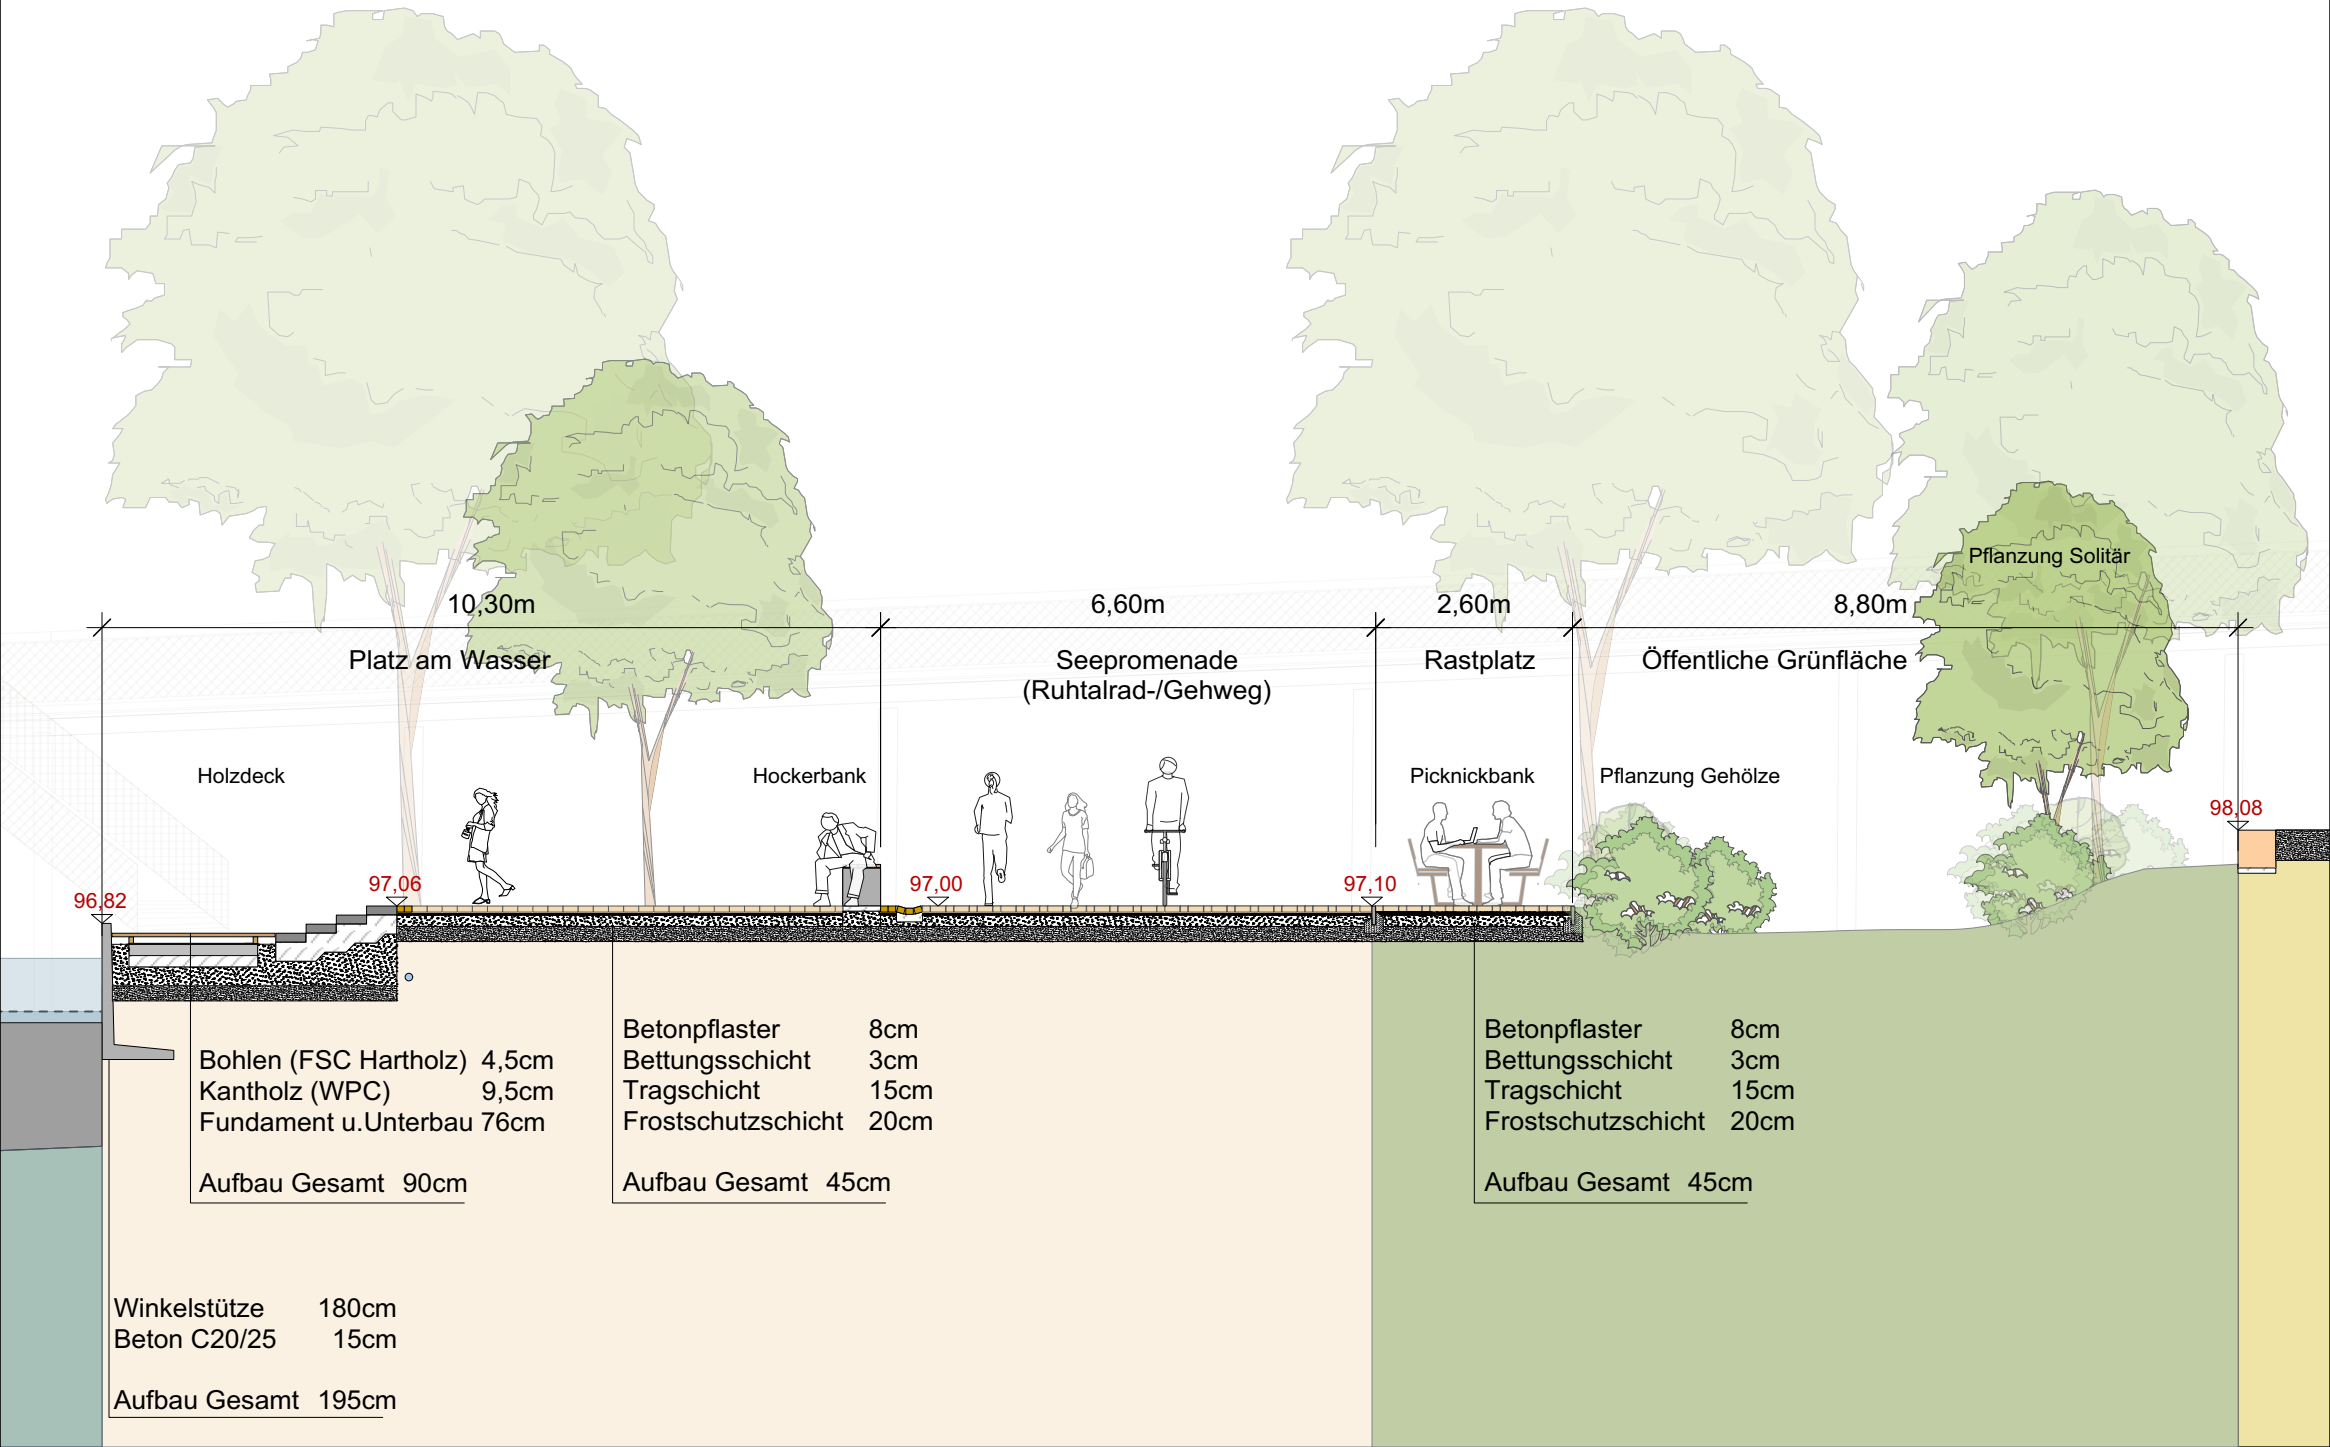 Pflanzung Solitär
10,30m
6,60m
2,60m
8,80m
Platz am Wasser
Seepromenade
(Ruhtalrad-/Gehweg)
Rastplatz
Öffentliche Grünfläche
Holzdeck
Hockerbank
Picknickbank
Pflanzung Gehölze
96,82
97,06
97,00
97,10
98,08
Bohlen (FSC Hartholz) 4,5cm
Kantholz (WPC) 9,5cm
Fundament u.Unterbau 76cm
Aufbau Gesamt 90cm
Betonpflaster 8cm
Bettungsschicht 3cm
Tragschicht 15cm
Frostschutzschicht 20cm
Aufbau Gesamt 45cm
Betonpflaster 8cm
Bettungsschicht 3cm
Tragschicht 15cm
Frostschutzschicht 20cm
Aufbau Gesamt 45cm
Winkelstütze 180cm
Beton C20/25 15cm
Aufbau Gesamt 195cm